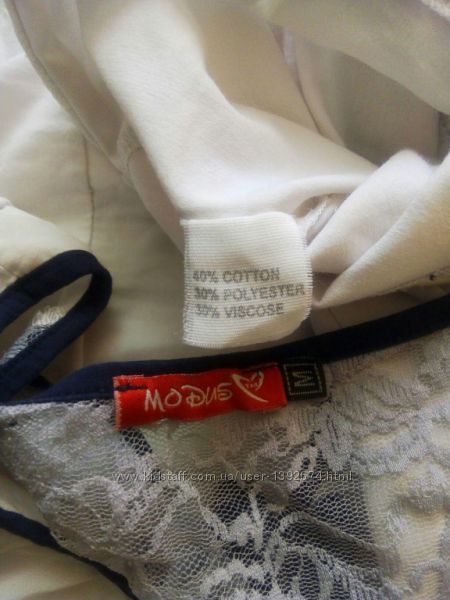 40% COTTON
30% POLYESTER
30% VISCOSE
MODUS
M
www.kidstaff.com.ua/user-1392574.html